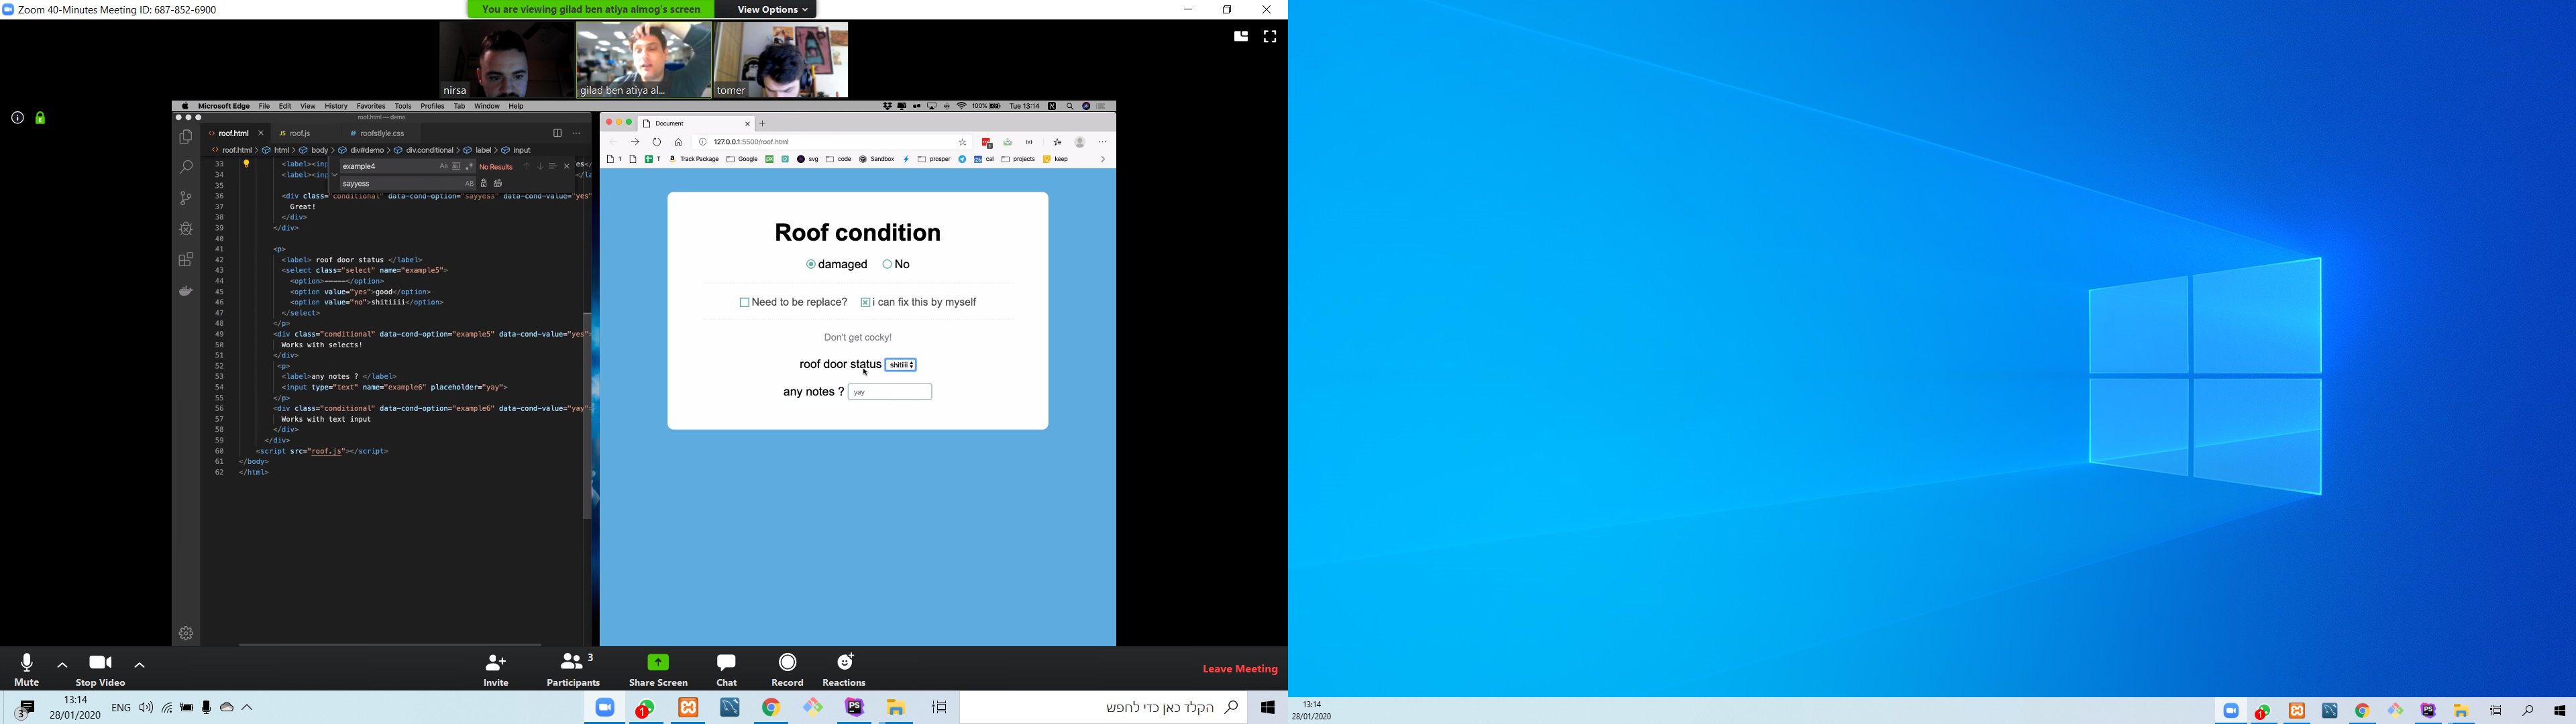 Zoom 40-Minutes Meeting ID: 687-852-6900
You are viewing gilad ben atiya almog's screen
View Options
nirsa
gilad ben atiya al...
tomer
Microsoft Edge File Edit View History Favorites Tools Profiles Tab Window Help
100% Tue 13:14
roof.html — demo
roof.html
JS roof.js
# roofstlyle.css
roof.html > html > body > div#demo > div.conditional > label > input
example4
Aa
No Results
sayyess
AB
33 <label><in
34 <label><in
35
36 <div class="conditional" data-cond-option="sayyess" data-cond-value="yes"
37 Great!
38 </div>
39 </div>
40
41 <p>
42 <label> roof door status </label>
43 <select class="select" name="example5">
44 <option>-----</option>
45 <option value="yes">good</option>
46 <option value="no">shitiiii</option>
47 </select>
48 </p>
49 <div class="conditional" data-cond-option="example5" data-cond-value="yes"
50 Works with selects!
51 </div>
52 <p>
53 <label>any notes ? </label>
54 <input type="text" name="example6" placeholder="yay">
55 </p>
56 <div class="conditional" data-cond-option="example6" data-cond-value="yay"
57 Works with text input
58 </div>
59 </div>
60 <script src="roof.js"></script>
61 </body>
62 </html>
Document
127.0.0.1:5500/roof.html
1 T Track Package Google svg code Sandbox prosper cal projects keep
Roof condition
damaged No
Need to be replace? i can fix this by myself
Don't get cocky!
roof door status shitiiii
any notes ? yay
Mute
Stop Video
Invite
Participants 3
Share Screen
Chat
Record
Reactions
Leave Meeting
3
13:14
28/01/2020
ENG
1
PS
הקלד כאן כדי לחפש
13:14
28/01/2020
1
PS